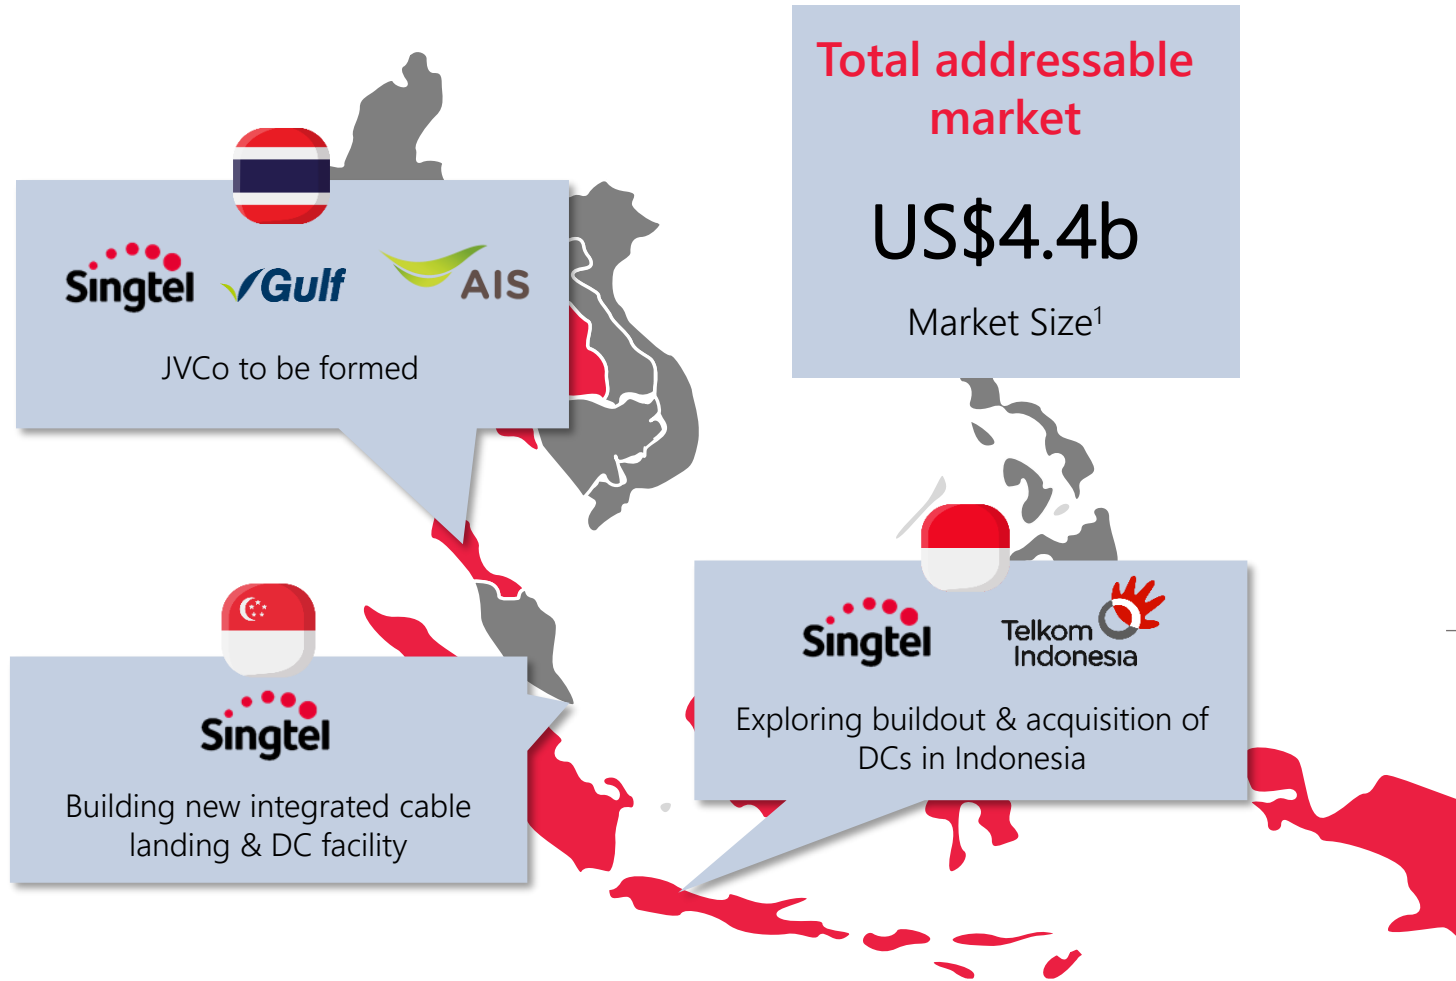 Total addressable
market
US$4.4b
Market Size¹
Singtel
Gulf
AIS
JVCo to be formed
Singtel
Telkom
Indonesia
Exploring buildout & acquisition of
DCs in Indonesia
Singtel
Building new integrated cable
landing & DC facility